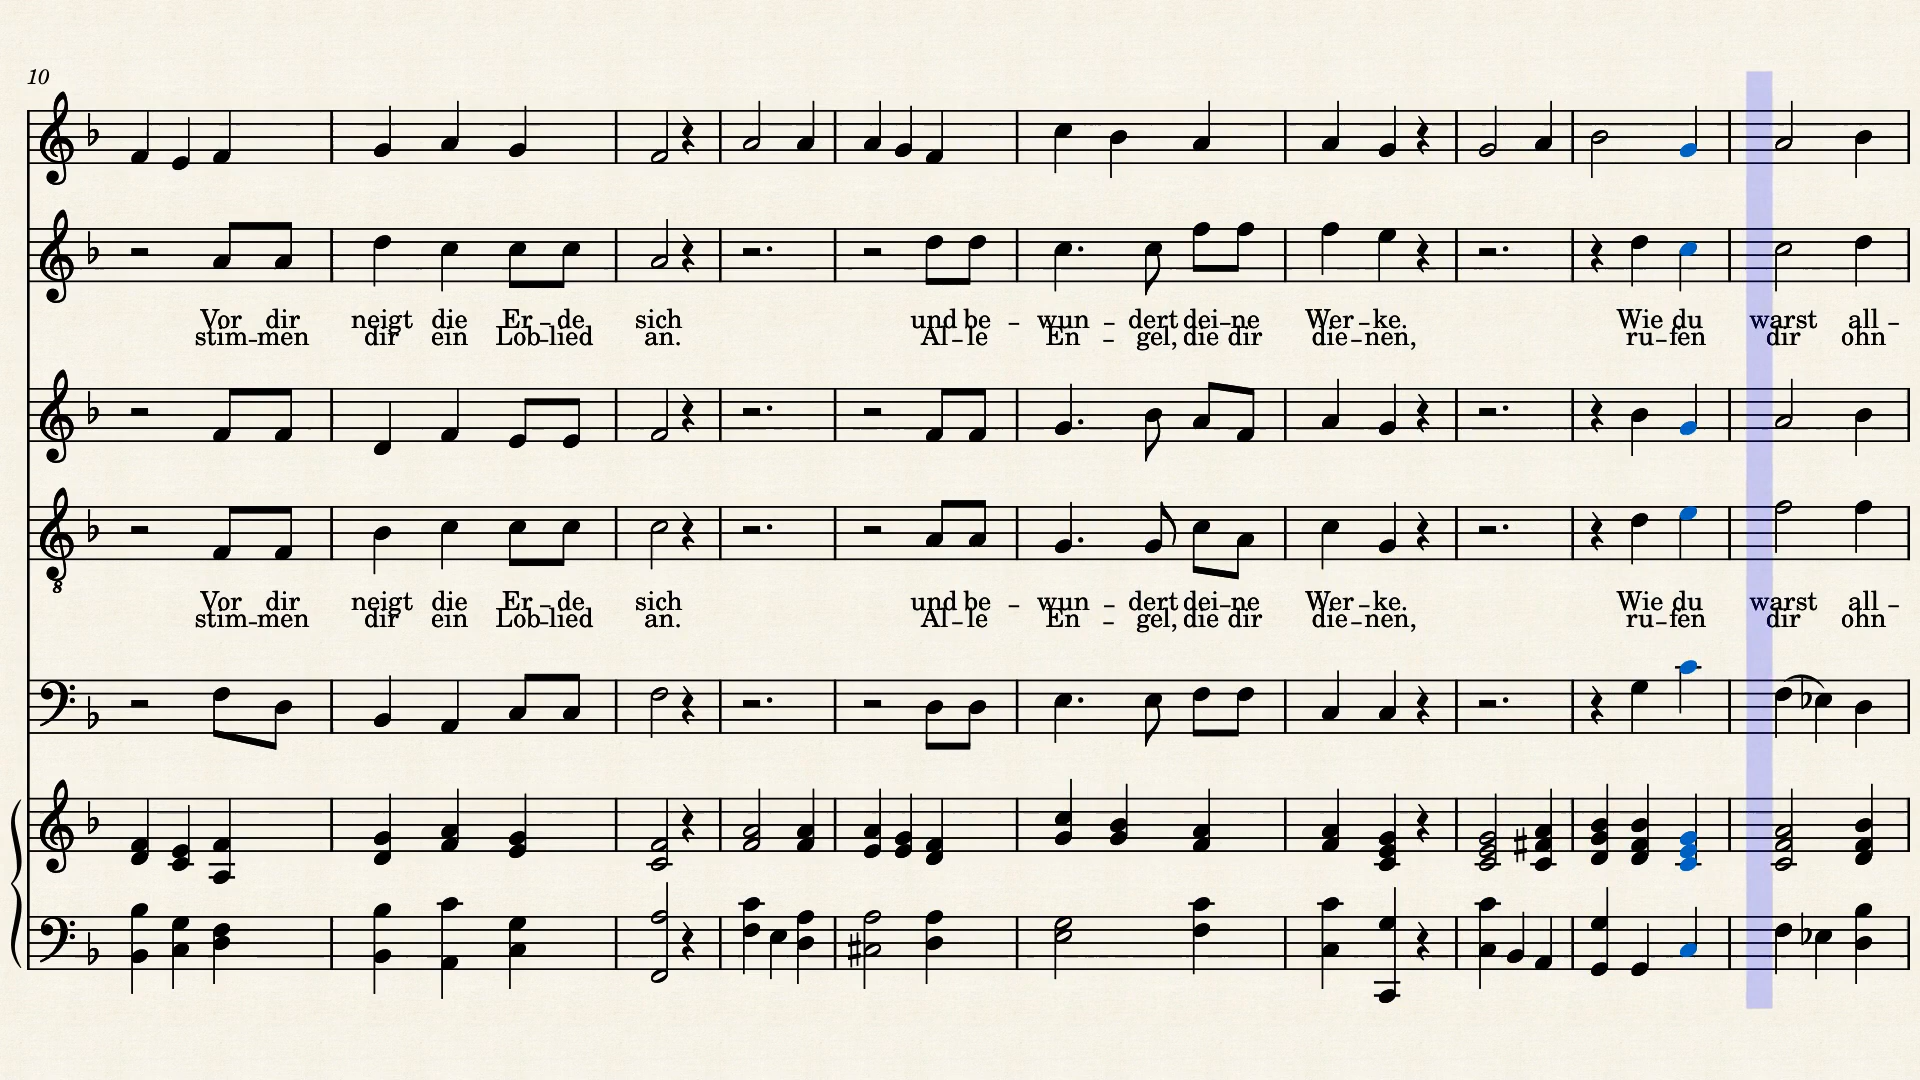 10
Vor dir neigt die Er – de sich und be – wun – dert dei – ne Wer – ke. Wie du warst all –
stim – men dir ein Lob – lied an. Al – le En – gel, die dir die – nen, ru – fen dir ohn
8
Vor dir neigt die Er – de sich und be – wun – dert dei – ne Wer – ke. Wie du warst all –
stim – men dir ein Lob – lied an. Al – le En – gel, die dir die – nen, ru – fen dir ohn